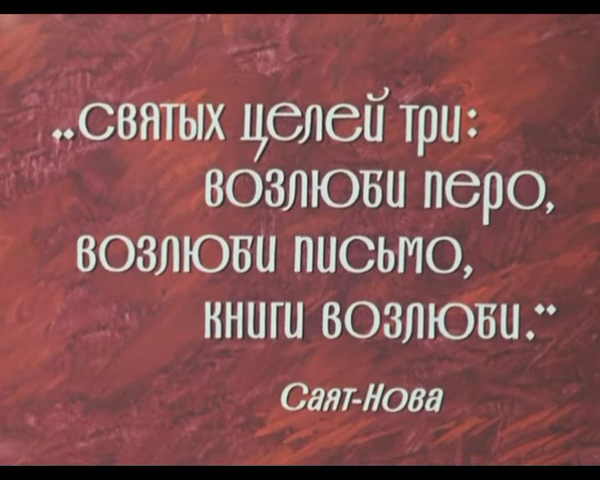 „Святых целей три:
возлюби перо,
возлюби письмо,
книги возлюби.“
Саят-Нова